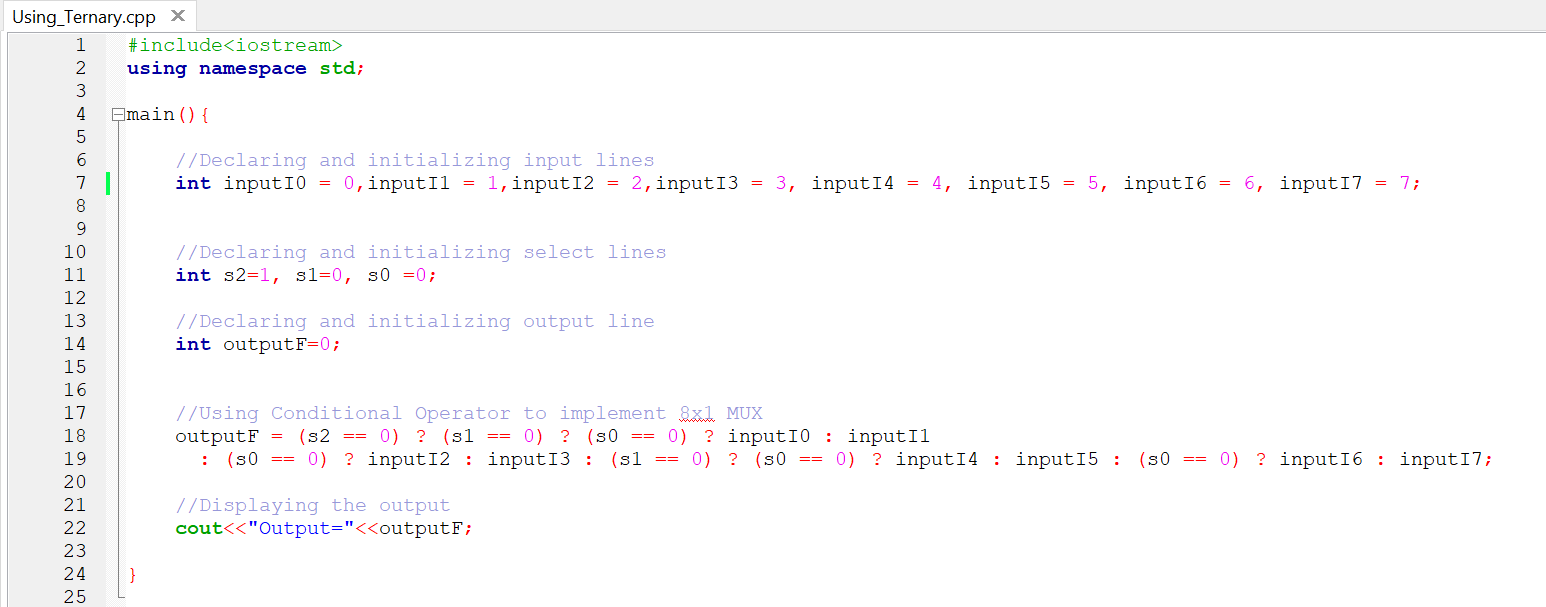 Using_Ternary.cpp ✕
1 #include<iostream>
2 using namespace std;
3
4 main(){
5
6 //Declaring and initializing input lines
7 int inputI0 = 0,inputI1 = 1,inputI2 = 2,inputI3 = 3, inputI4 = 4, inputI5 = 5, inputI6 = 6, inputI7 = 7;
8
9
10 //Declaring and initializing select lines
11 int s2=1, s1=0, s0 =0;
12
13 //Declaring and initializing output line
14 int outputF=0;
15
16
17 //Using Conditional Operator to implement 8x1 MUX
18 outputF = (s2 == 0) ? (s1 == 0) ? (s0 == 0) ? inputI0 : inputI1
19 : (s0 == 0) ? inputI2 : inputI3 : (s1 == 0) ? (s0 == 0) ? inputI4 : inputI5 : (s0 == 0) ? inputI6 : inputI7;
20
21 //Displaying the output
22 cout<<"Output="<<outputF;
23
24 }
25